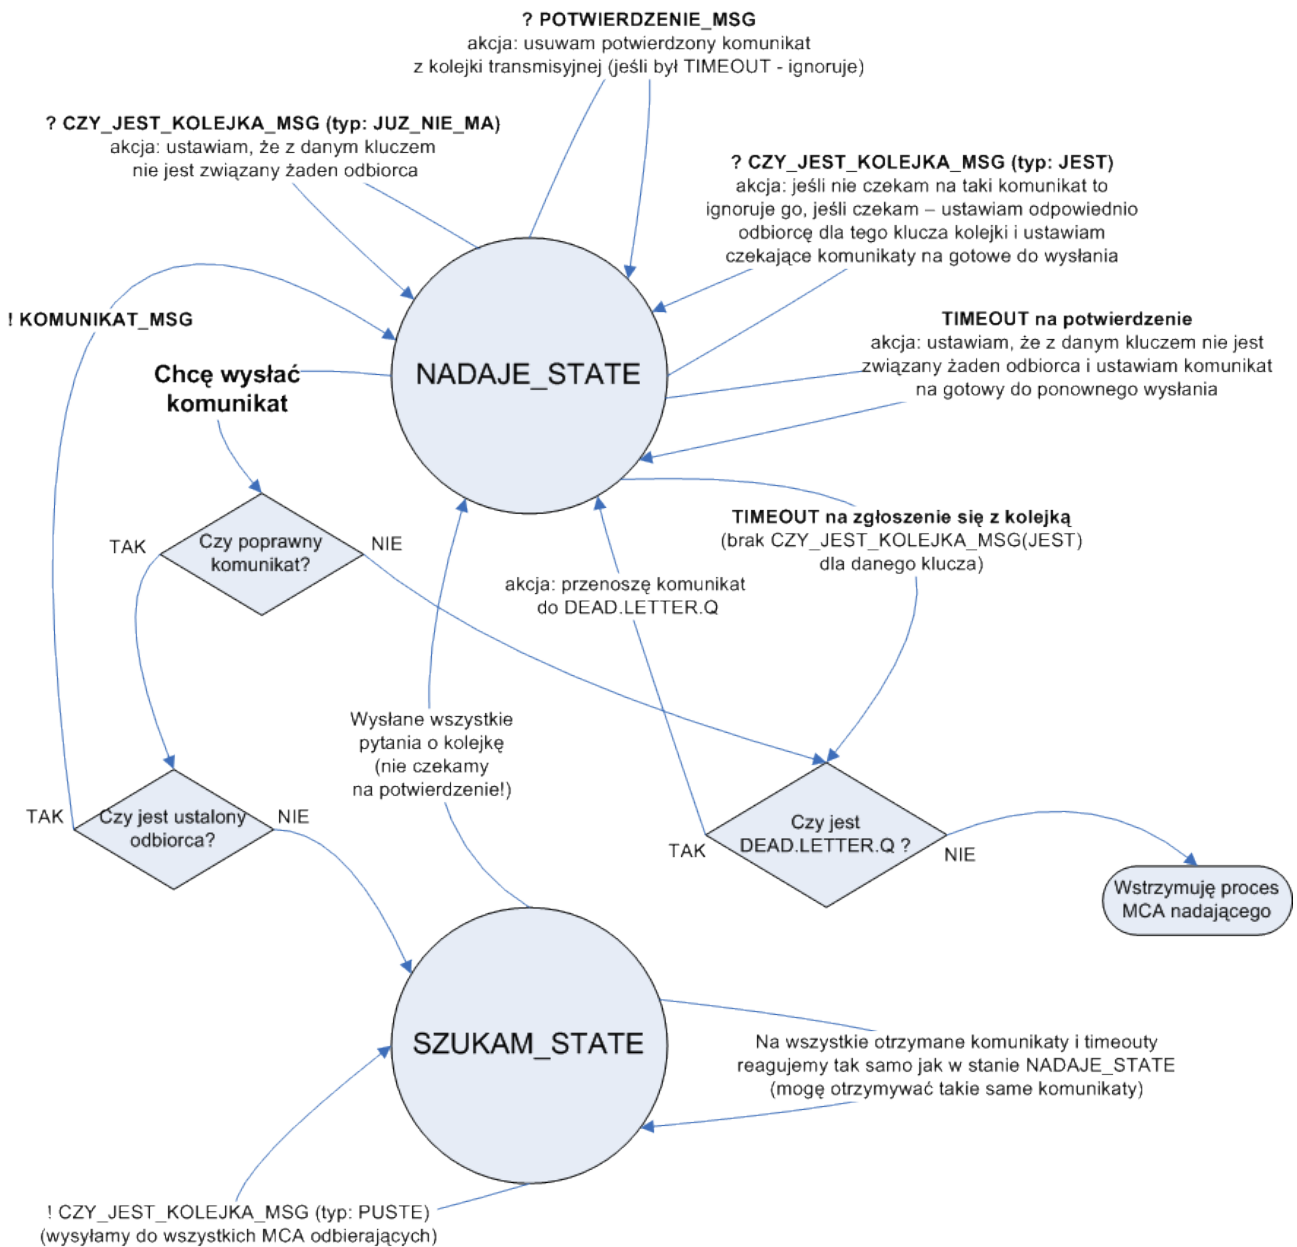 ? POTWIERDZENIE_MSG
akcja: usuwam potwierdzony komunikat
z kolejki transmisyjnej (jeśli był TIMEOUT - ignoruje)
? CZY_JEST_KOLEJKA_MSG (typ: JUZ_NIE_MA)
akcja: ustawiam, że z danym kluczem
nie jest związany żaden odbiorca
? CZY_JEST_KOLEJKA_MSG (typ: JEST)
akcja: jeśli nie czekam na taki komunikat to
ignoruje go, jeśli czekam – ustawiam odpowiednio
odbiorcę dla tego klucza kolejki i ustawiam
czekające komunikaty na gotowe do wysłania
! KOMUNIKAT_MSG
TIMEOUT na potwierdzenie
akcja: ustawiam, że z danym kluczem nie jest
związany żaden odbiorca i ustawiam komunikat
na gotowy do ponownego wysłania
Chcę wysłać
komunikat
NADAJE_STATE
TIMEOUT na zgłoszenie się z kolejką
(brak CZY_JEST_KOLEJKA_MSG(JEST)
dla danego klucza)
TAK
Czy poprawny
komunikat?
NIE
akcja: przenoszę komunikat
do DEAD.LETTER.Q
Wysłane wszystkie
pytania o kolejkę
(nie czekamy
na potwierdzenie!)
TAK
Czy jest ustalony
odbiorca?
NIE
Czy jest
DEAD.LETTER.Q ?
TAK
NIE
Wstrzymuję proces
MCA nadającego
SZUKAM_STATE
Na wszystkie otrzymane komunikaty i timeouty
reagujemy tak samo jak w stanie NADAJE_STATE
(mogę otrzymywać takie same komunikaty)
! CZY_JEST_KOLEJKA_MSG (typ: PUSTE)
(wysyłamy do wszystkich MCA odbierających)